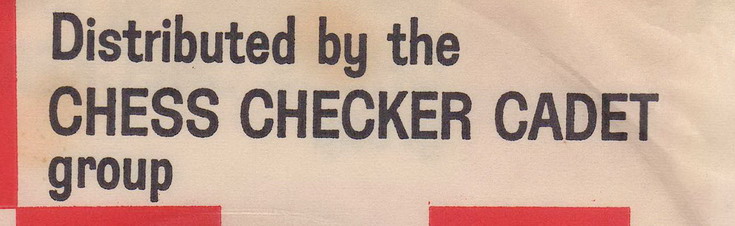 Distributed by the
CHESS CHECKER CADET
group